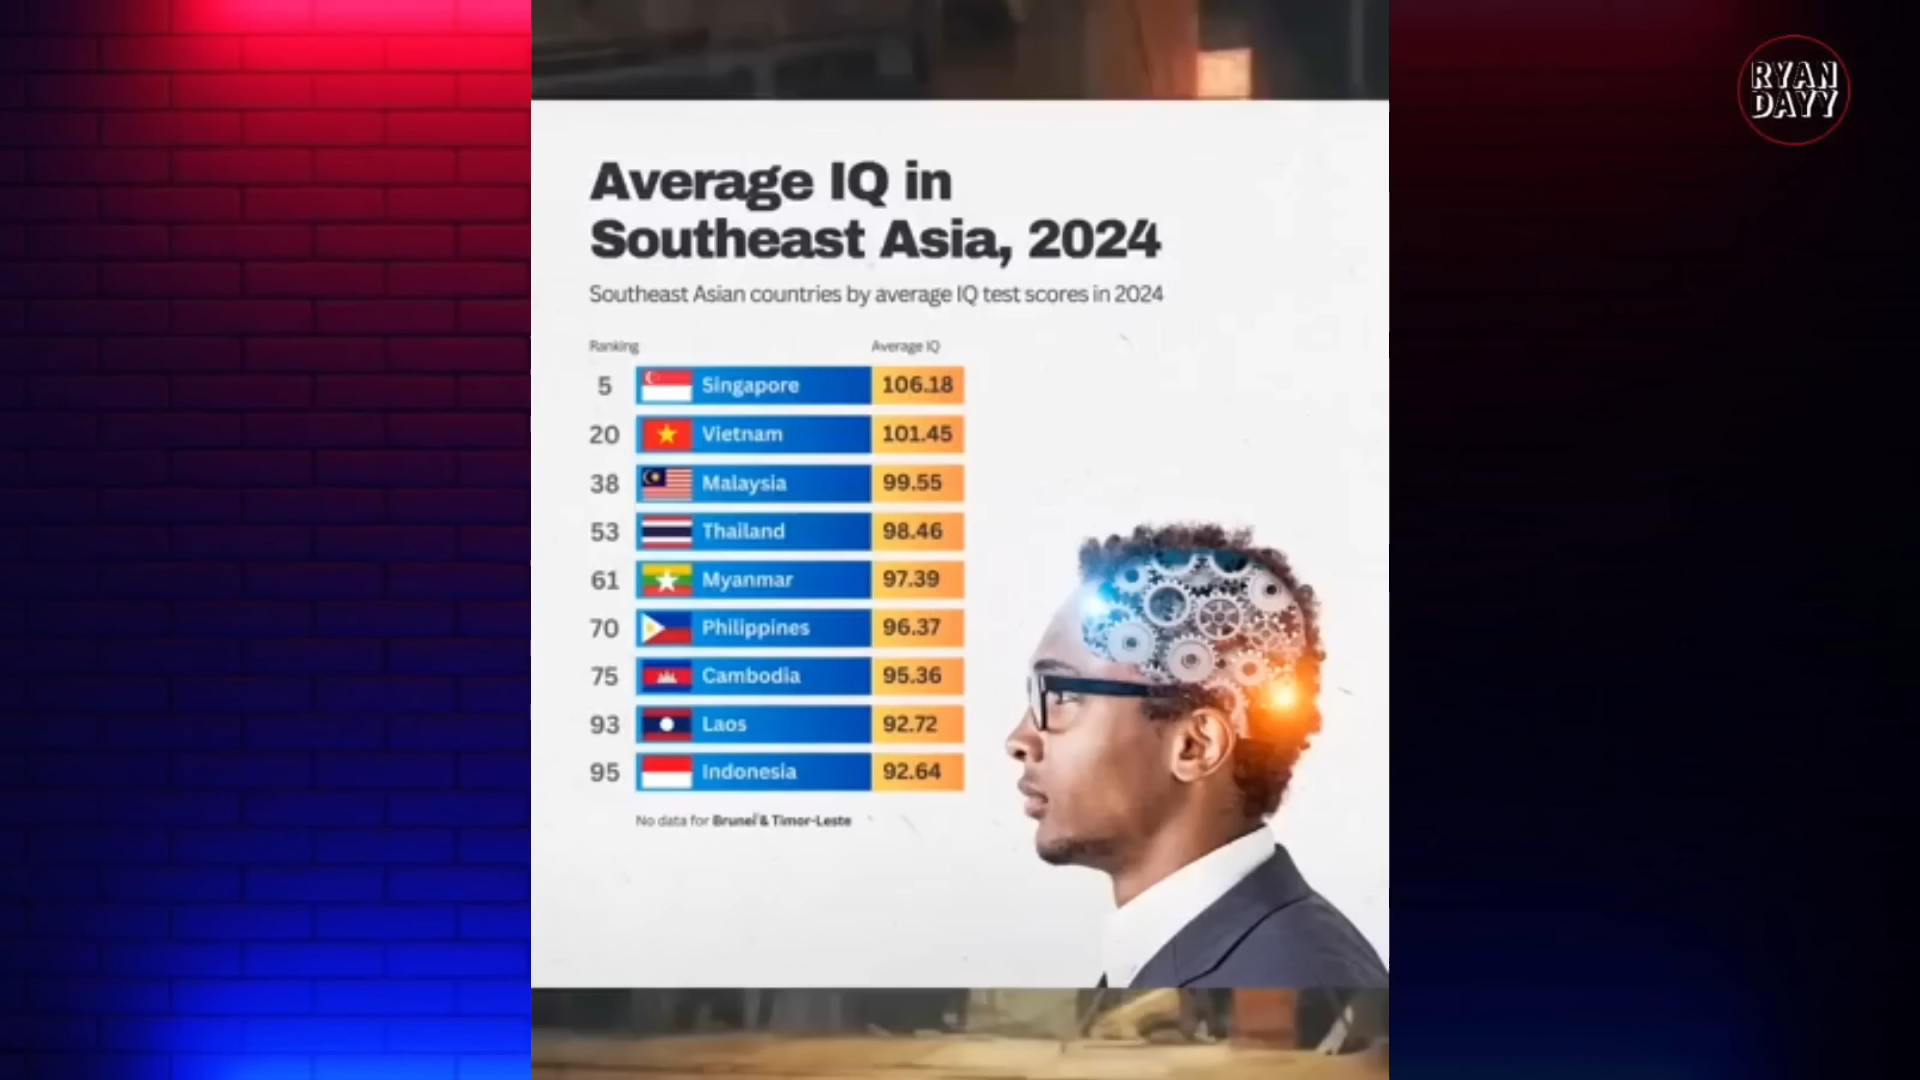 RYAN
DAYY
Average IQ in
Southeast Asia, 2024
Southeast Asian countries by average IQ test scores in 2024
Ranking Average IQ
5 Singapore 106.18
20 Vietnam 101.45
38 Malaysia 99.55
53 Thailand 98.46
61 Myanmar 97.39
70 Philippines 96.37
75 Cambodia 95.36
93 Laos 92.72
95 Indonesia 92.64
No data for Brunei & Timor-Leste